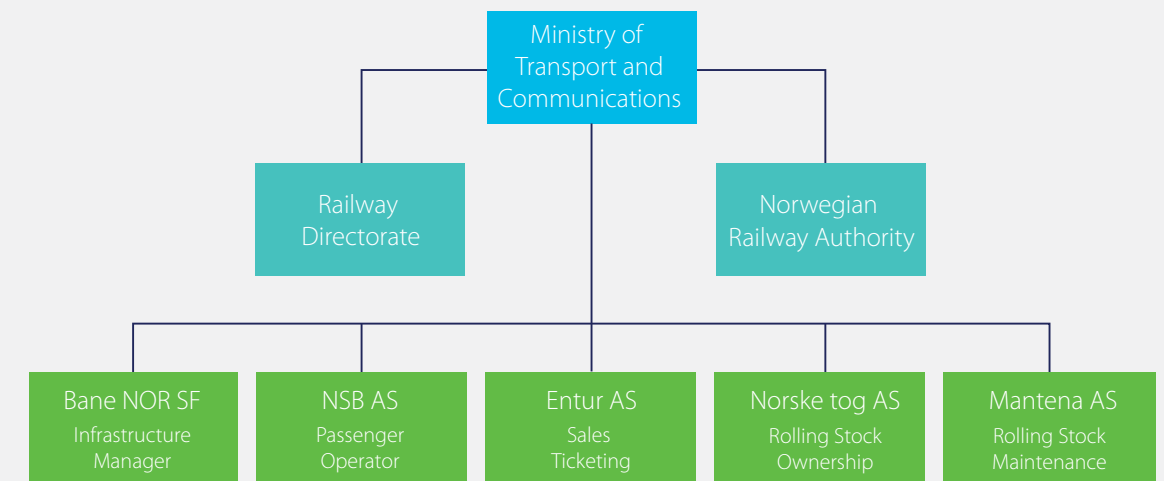 Ministry of
Transport and
Communications
Railway
Directorate
Norwegian
Railway Authority
Bane NOR SF
Infrastructure
Manager
NSB AS
Passenger
Operator
Entur AS
Sales
Ticketing
Norske tog AS
Rolling Stock
Ownership
Mantena AS
Rolling Stock
Maintenance